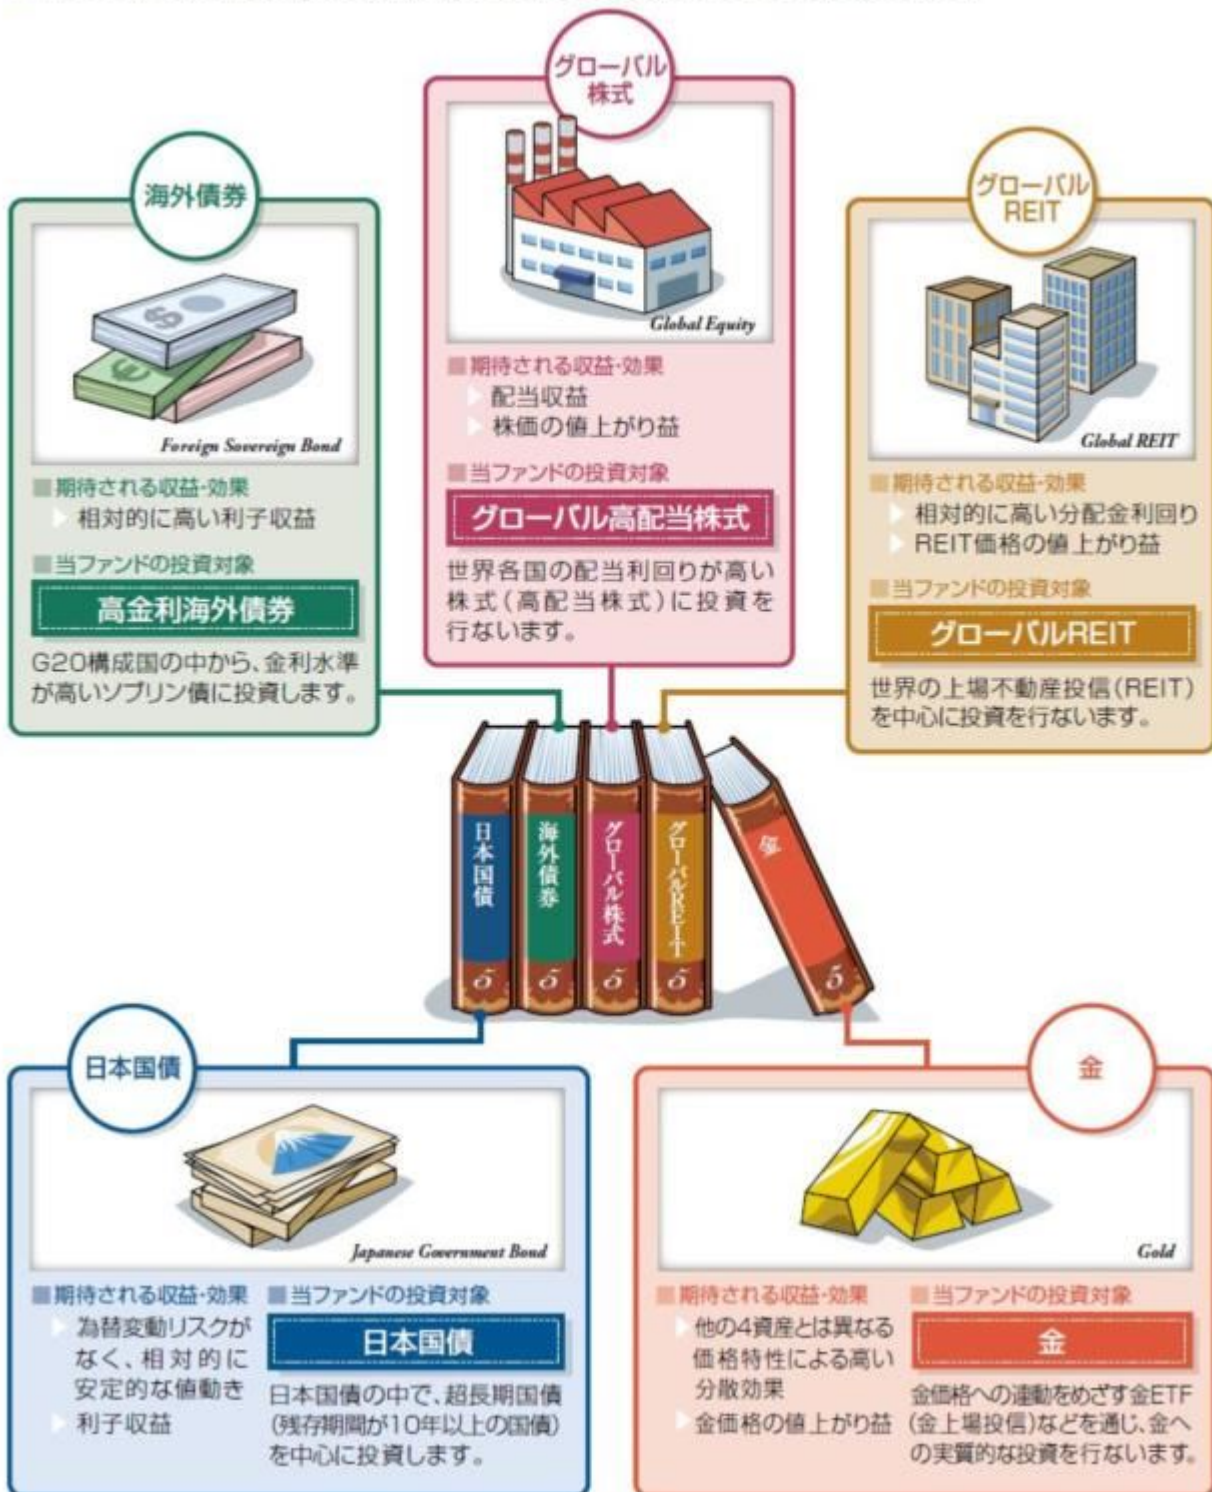 グローバル
株式
Global Equity
■期待される収益・効果
配当収益
株価の値上がり益
■当ファンドの投資対象
グローバル高配当株式
世界各国の配当利回りが高い
株式(高配当株式)に投資を
行ないます。
海外債券
Foreign Sovereign Bond
■期待される収益・効果
相対的に高い利子収益
■当ファンドの投資対象
高金利海外債券
G20構成国の中から、金利水準
が高いソブリン債に投資します。
グローバル
REIT
Global REIT
■期待される収益・効果
相対的に高い分配金利回り
REIT価格の値上がり益
■当ファンドの投資対象
グローバルREIT
世界の上場不動産投信(REIT)
を中心に投資を行ないます。
日本国債
5
海外債券
5
グローバル株式
5
グローバルREIT
5
金
5
日本国債
Japanese Government Bond
■期待される収益・効果
為替変動リスクが
なく、相対的に
安定的な値動き
利子収益
■当ファンドの投資対象
日本国債
日本国債の中で、超長期国債
(残存期間が10年以上の国債)
を中心に投資します。
金
Gold
■期待される収益・効果
他の4資産とは異なる
価格特性による高い
分散効果
金価格の値上がり益
■当ファンドの投資対象
金
金価格への連動をめざす金ETF
(金上場投信)などを通じ、金へ
の実質的な投資を行ないます。